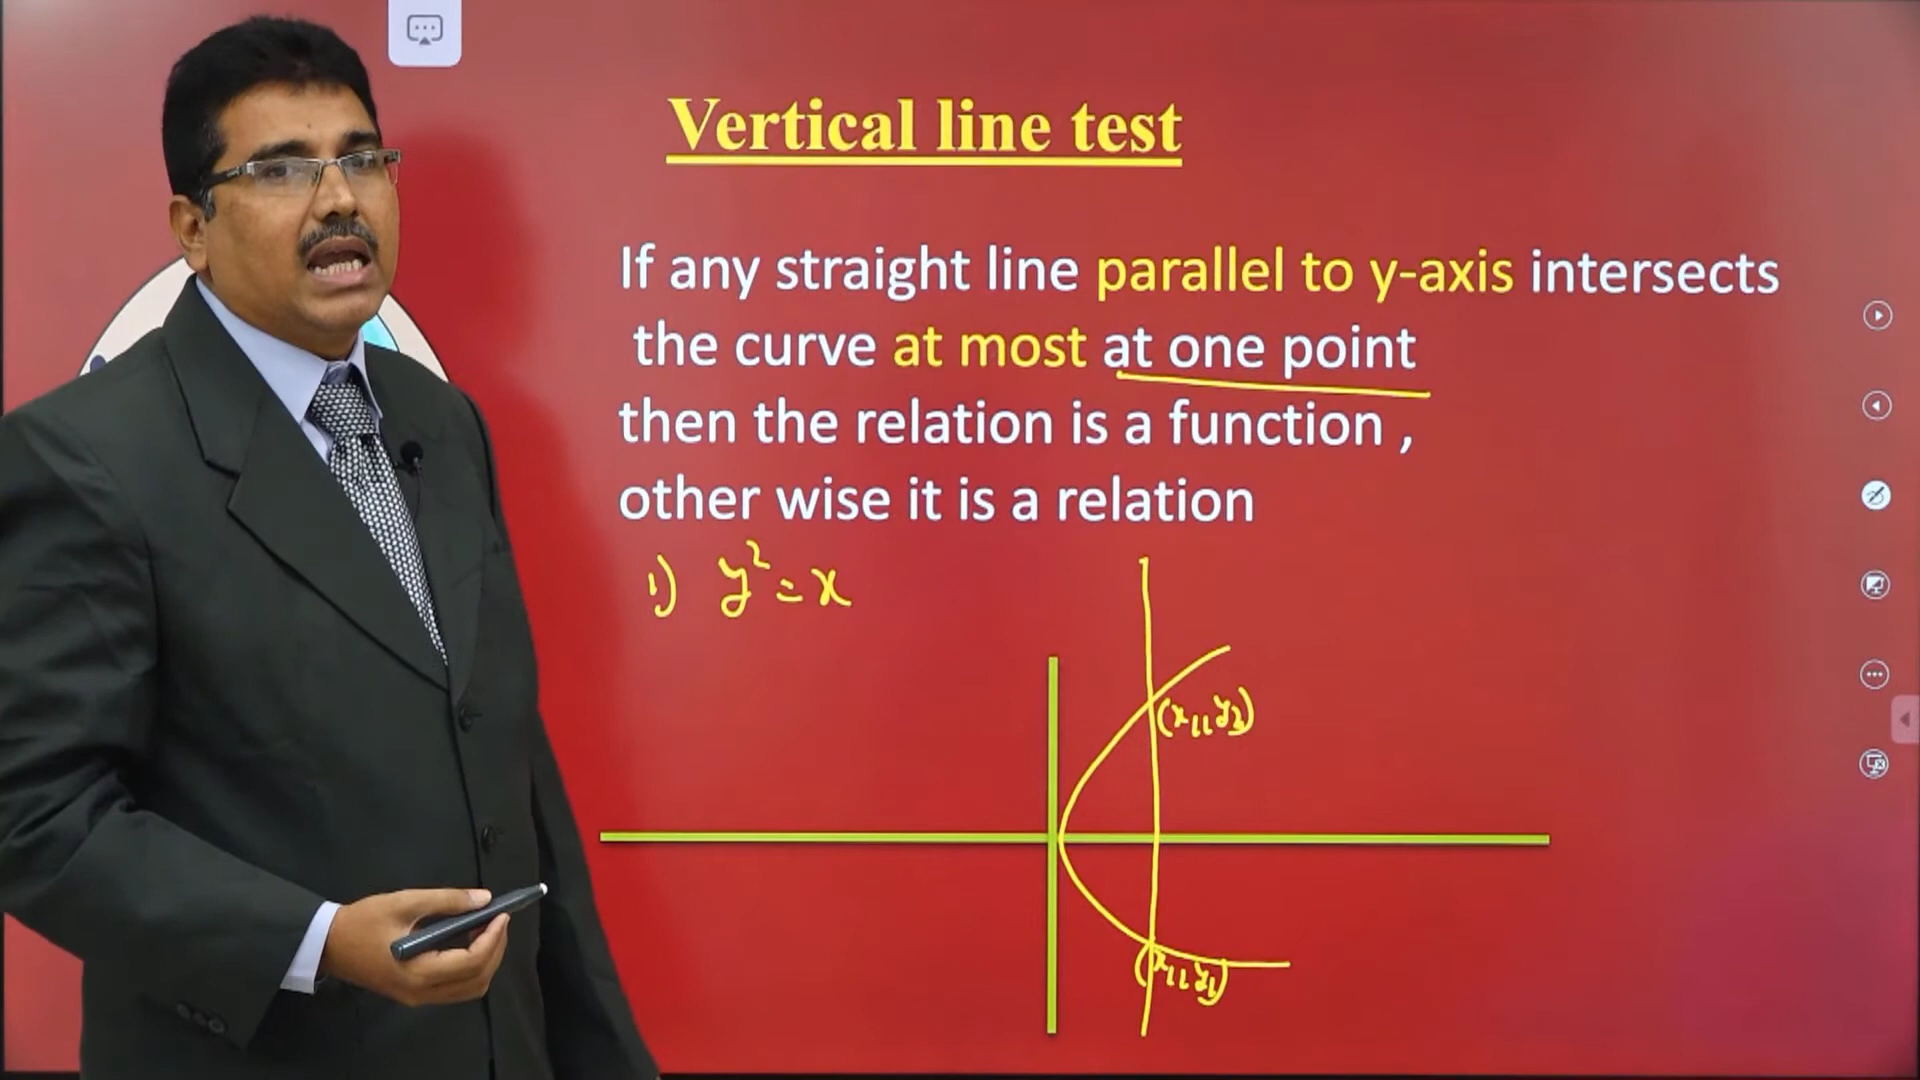 Vertical line test
If any straight line parallel to y-axis intersects
the curve at most at one point
then the relation is a function ,
other wise it is a relation
1) y² = x
(x₁, y₂)
(x₁, y₁)